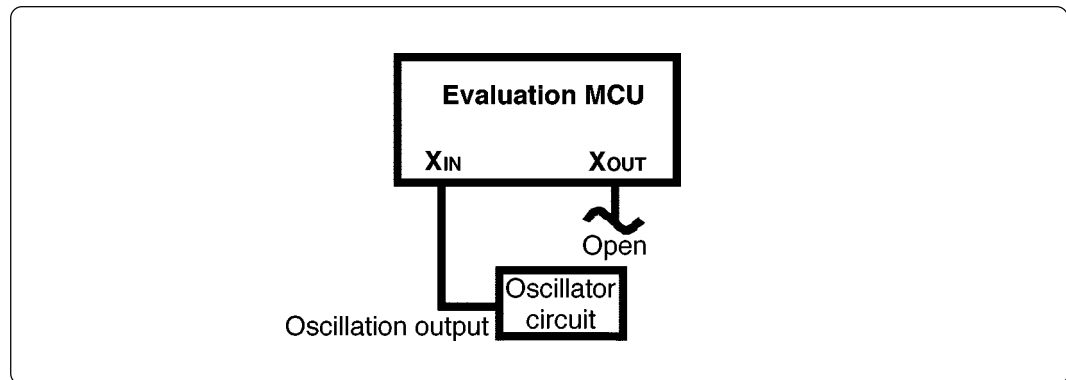 Evaluation MCU
XIN XOUT
Open
Oscillator
circuit
Oscillation output